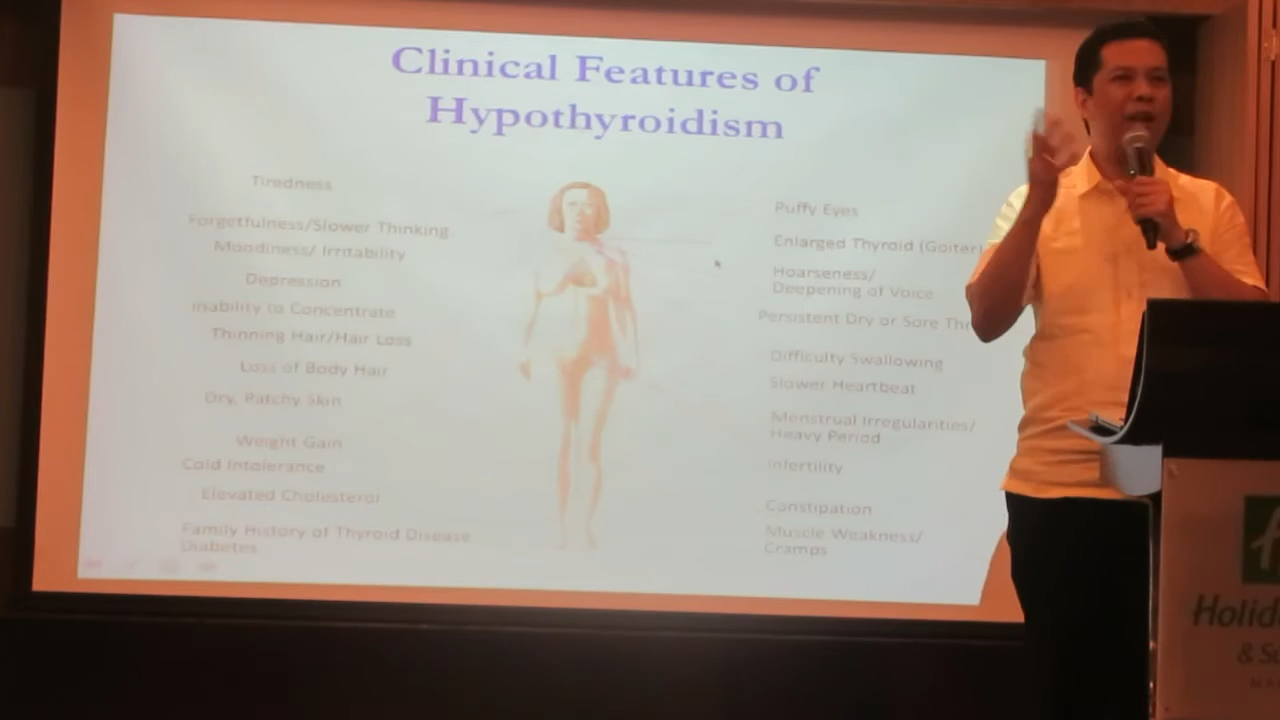 Clinical Features of
Hypothyroidism
Tiredness
Forgetfulness/Slower Thinking
Moodiness/ Irritability
Depression
Inability to Concentrate
Thinning Hair/Hair Loss
Loss of Body Hair
Dry, Patchy Skin
Weight Gain
Cold Intolerance
Elevated Cholesterol
Family History of Thyroid Disease
Diabetes
Puffy Eyes
Enlarged Thyroid (Goiter)
Hoarseness/
Deepening of Voice
Persistent Dry or Sore Thr
Difficulty Swallowing
Slower Heartbeat
Menstrual Irregularities/
Heavy Period
Infertility
Constipation
Muscle Weakness/
Cramps
Holid
& Su